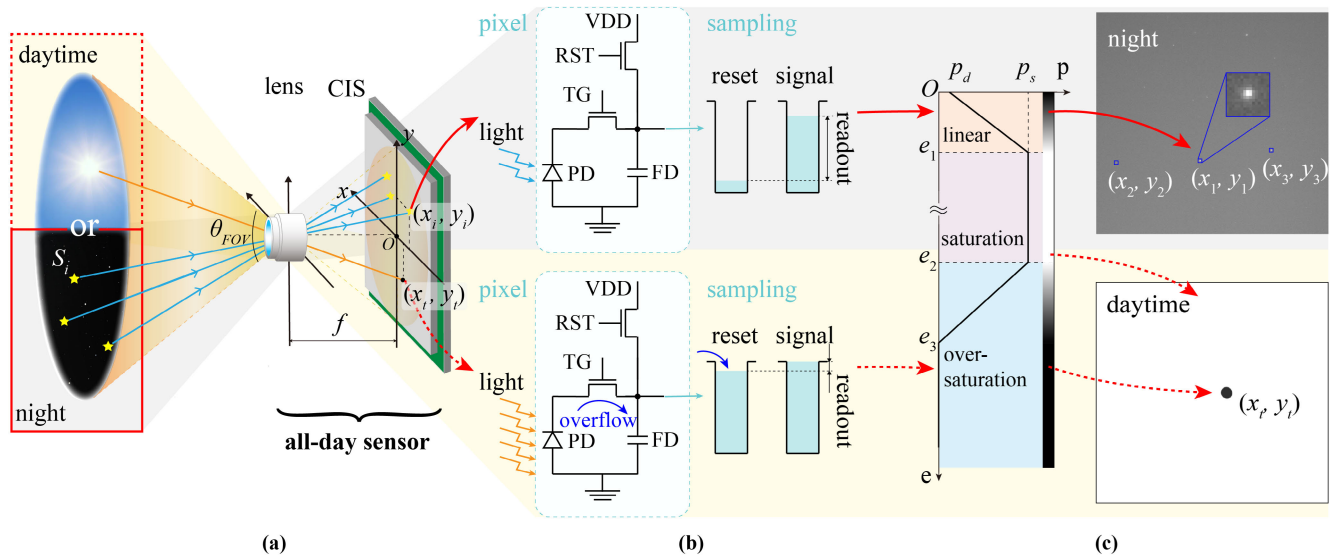 daytime
or
S_i
night
θ_FOV
lens
CIS
y
x
O
(x_i, y_i)
(x_t, y_t)
f
all-day sensor
(a)
pixel
sampling
VDD
RST
TG
light
PD
FD
reset
signal
readout
pixel
sampling
VDD
RST
TG
light
overflow
PD
FD
reset
signal
readout
(b)
O
p_d
p_s
p
linear
e_1
≈
saturation
e_2
e_3
over-
saturation
e
night
(x_2, y_2)
(x_1, y_1)
(x_3, y_3)
daytime
(x_t, y_t)
(c)